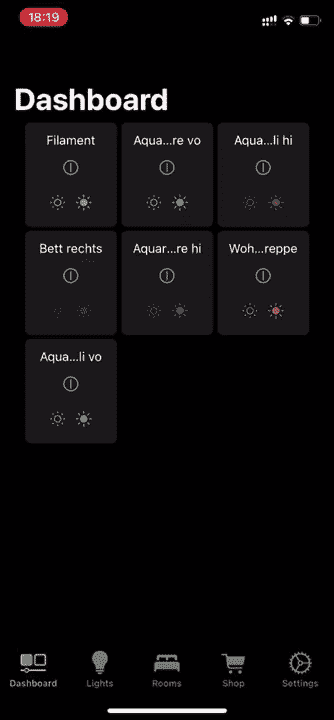 18:19
Dashboard
Filament
Aqua...re vo
Aqua...li hi
Bett rechts
Aquar...re hi
Woh...reppe
Aqua...li vo
Dashboard
Lights
Rooms
Shop
Settings